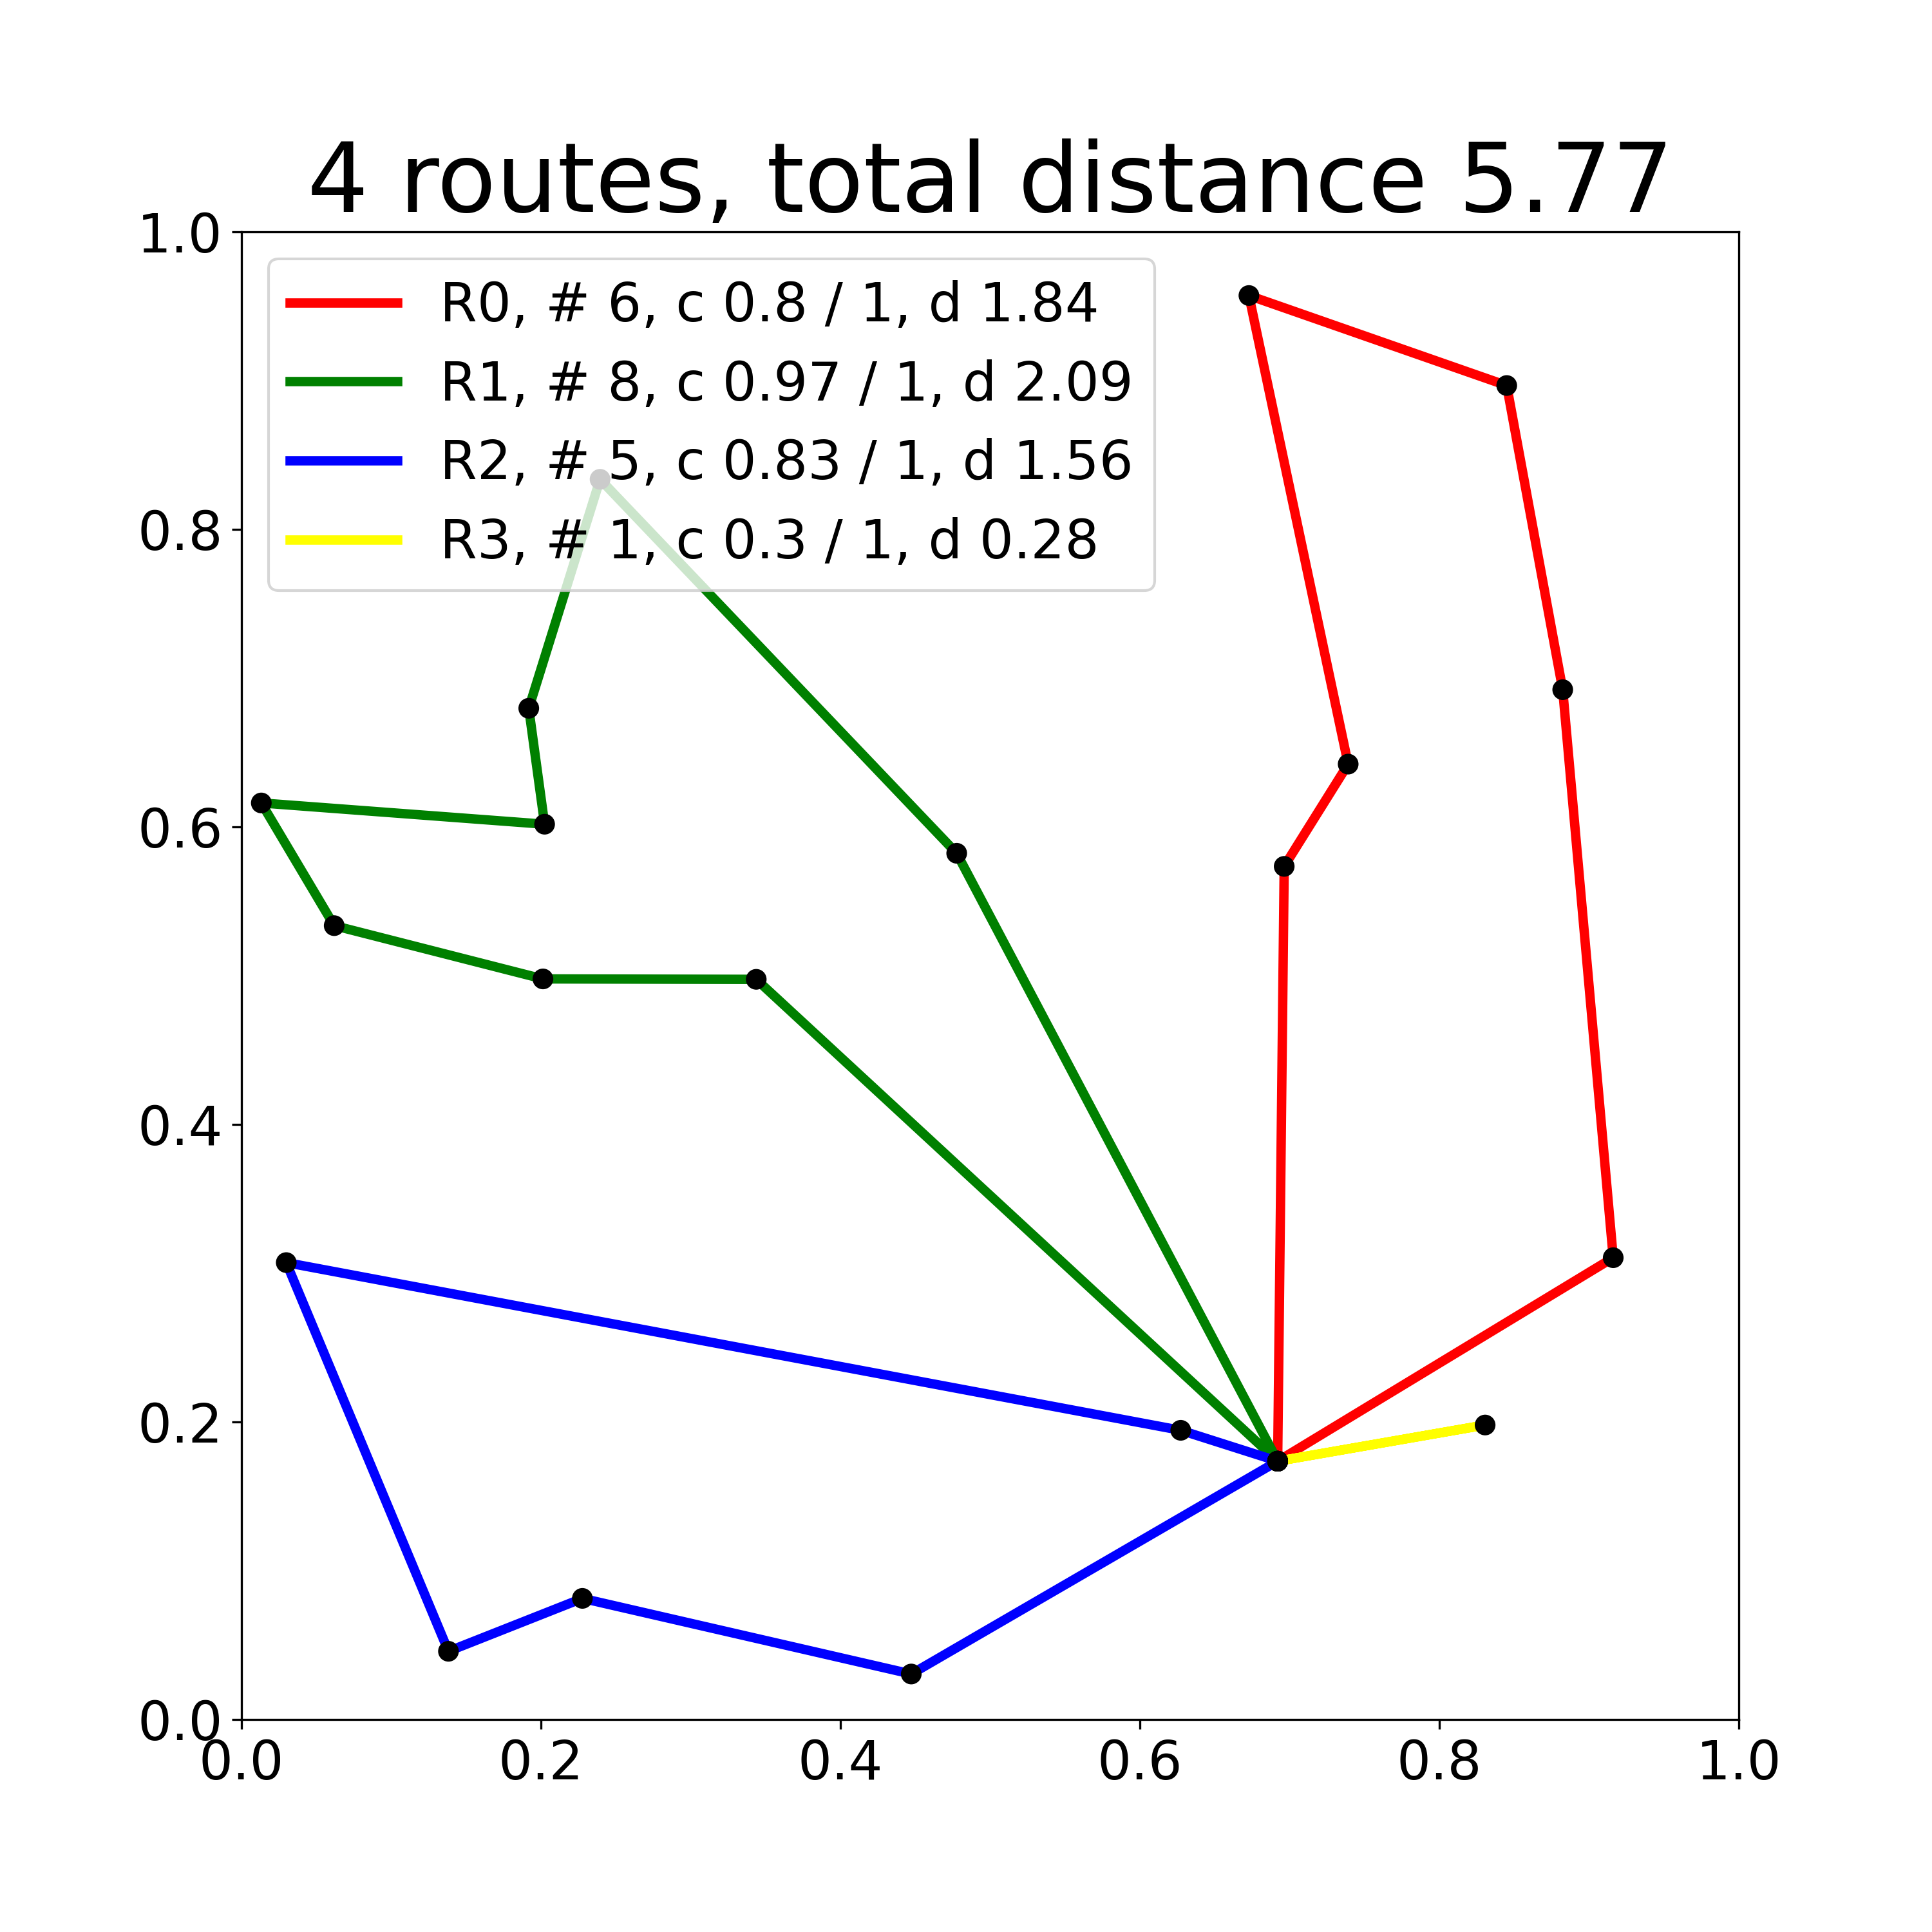 4 routes, total distance 5.77
R0, # 6, c 0.8 / 1, d 1.84
R1, # 8, c 0.97 / 1, d 2.09
R2, # 5, c 0.83 / 1, d 1.56
R3, # 1, c 0.3 / 1, d 0.28
1.0
0.8
0.6
0.4
0.2
0.0
0.0 0.2 0.4 0.6 0.8 1.0